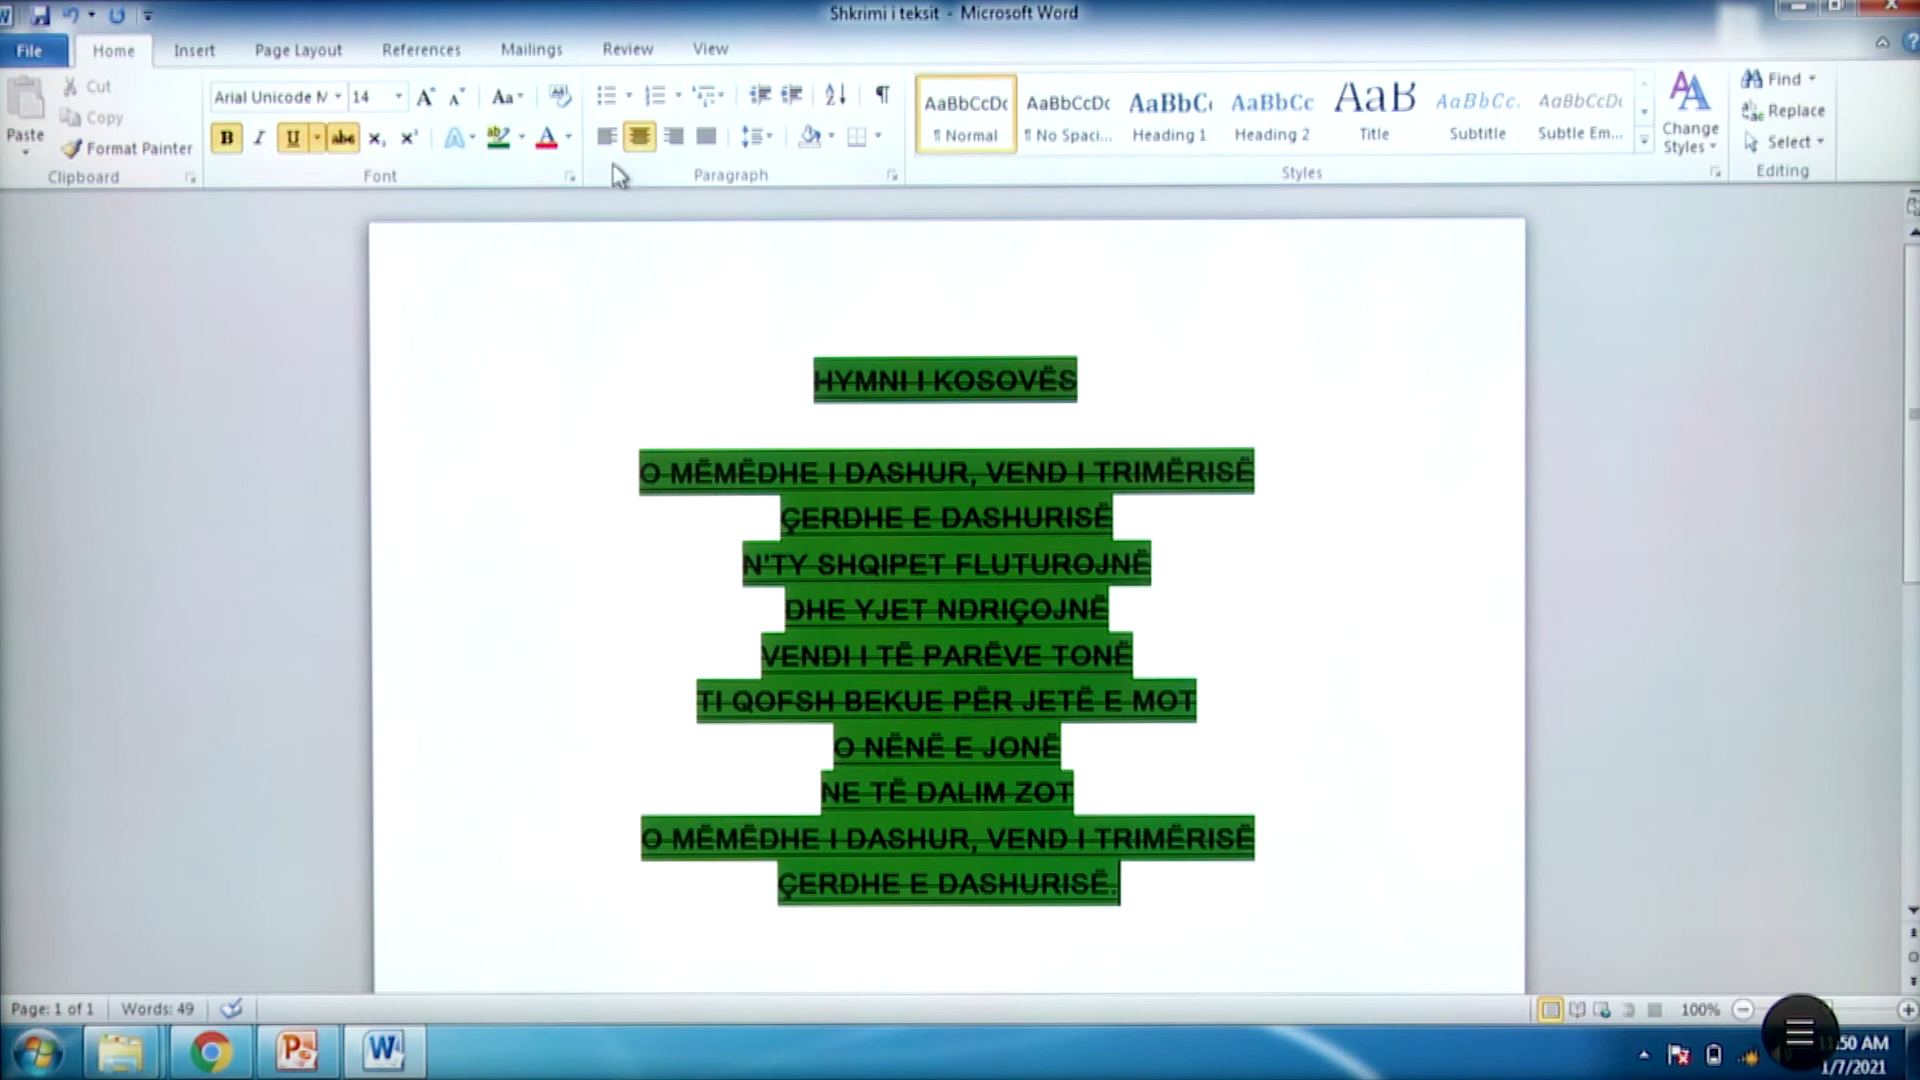 Shkrimi i teksit - Microsoft Word
File Home Insert Page Layout References Mailings Review View
Paste
Cut
Copy
Format Painter
Clipboard
Arial Unicode M 14
Font
Paragraph
AaBbCcDc AaBbCcDc AaBbC AaBbCc AaB AaBbCc. AaBbCcDc
¶ Normal ¶ No Spaci... Heading 1 Heading 2 Title Subtitle Subtle Em...
Styles
Change Styles
Find
Replace
Select
Editing
HYMNI I KOSOVËS
O MËMËDHE I DASHUR, VEND I TRIMËRISË
ÇERDHE E DASHURISË
N'TY SHQIPET FLUTUROJNË
DHE YJET NDRIÇOJNË
VENDI I TË PARËVE TONË
TI QOFSH BEKUE PËR JETË E MOT
O NËNË E JONË
NE TË DALIM ZOT
O MËMËDHE I DASHUR, VEND I TRIMËRISË
ÇERDHE E DASHURISË.
Page: 1 of 1 Words: 49
100%
:50 AM
1/7/2021